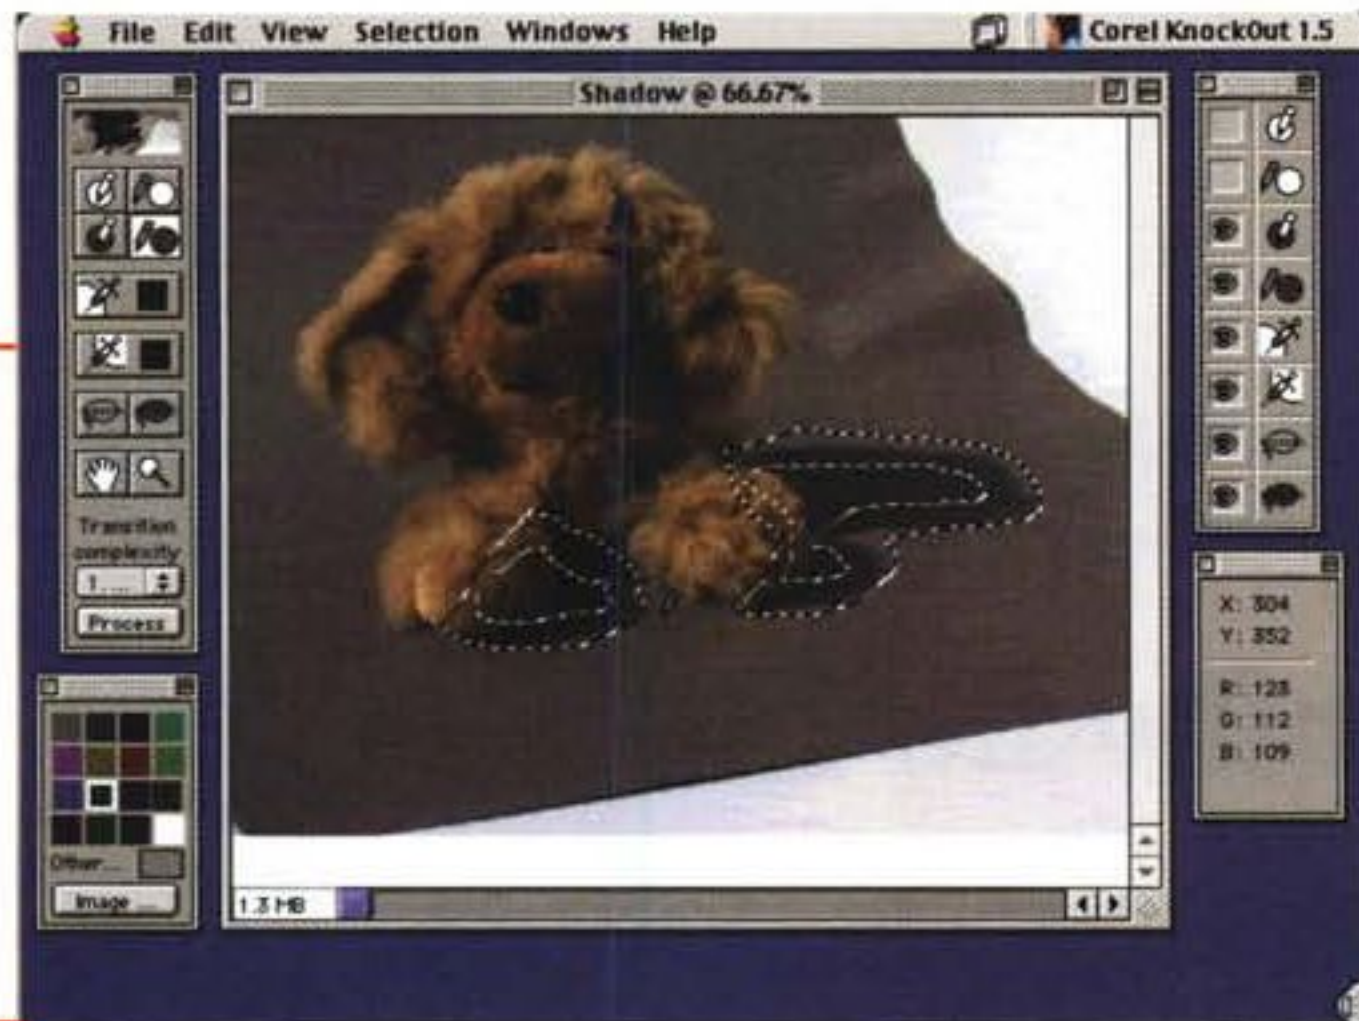 File Edit View Selection Windows Help Corel KnockOut 1.5
Shadow @ 66.67%
Transition
complexity
1 ....
Process
Other...
Image ...
1.3 MB
X: 304
Y: 352
R: 128
G: 112
B: 109